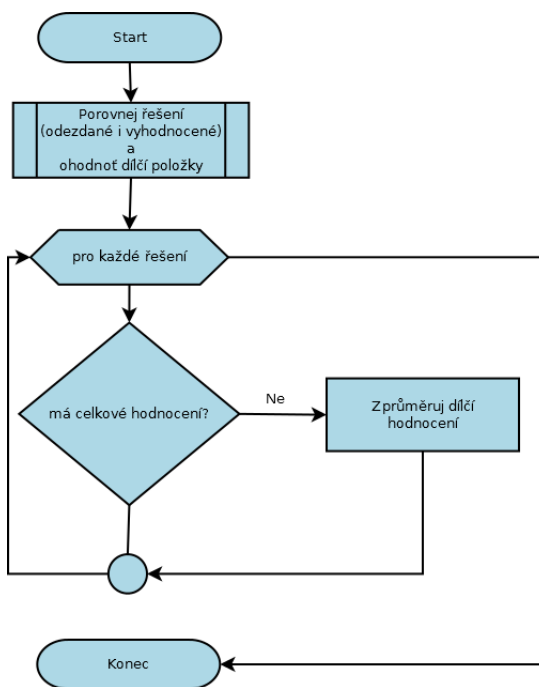 Start
Porovnej řešení
(odezdané i vyhodnocené)
a
ohodnoť dílčí položky
pro každé řešení
má celkové hodnocení?
Ne
Zprůměruj dílčí
hodnocení
Konec